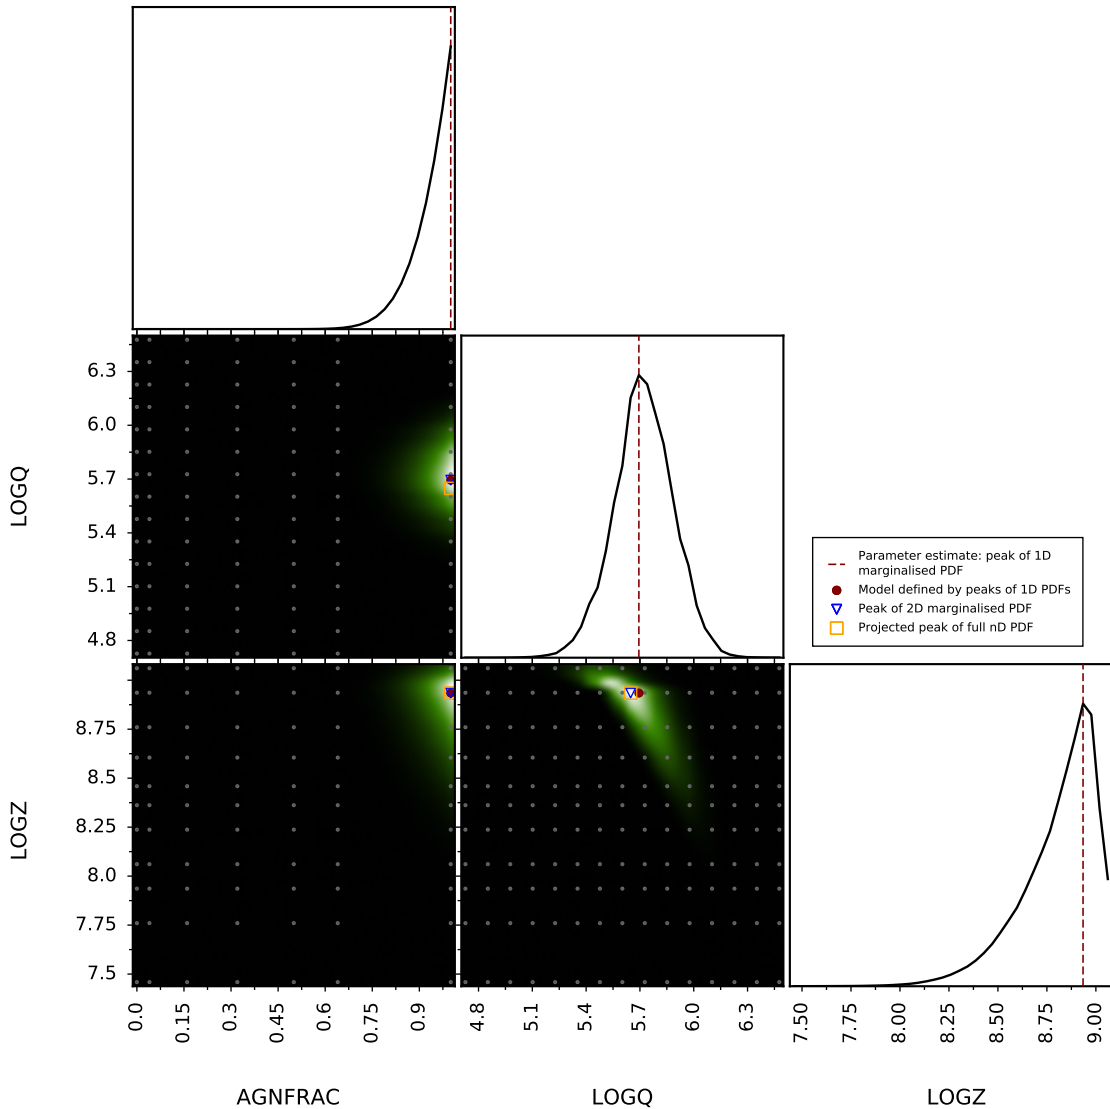 LOGQ
6.3
6.0
5.7
5.4
5.1
4.8
Parameter estimate: peak of 1D
marginalised PDF
Model defined by peaks of 1D PDFs
Peak of 2D marginalised PDF
Projected peak of full nD PDF
LOGZ
8.75
8.5
8.25
8.0
7.75
7.5
0.0 0.15 0.3 0.45 0.6 0.75 0.9 4.8 5.1 5.4 5.7 6.0 6.3 7.50 7.75 8.00 8.25 8.50 8.75 9.00
AGNFRAC LOGQ LOGZ